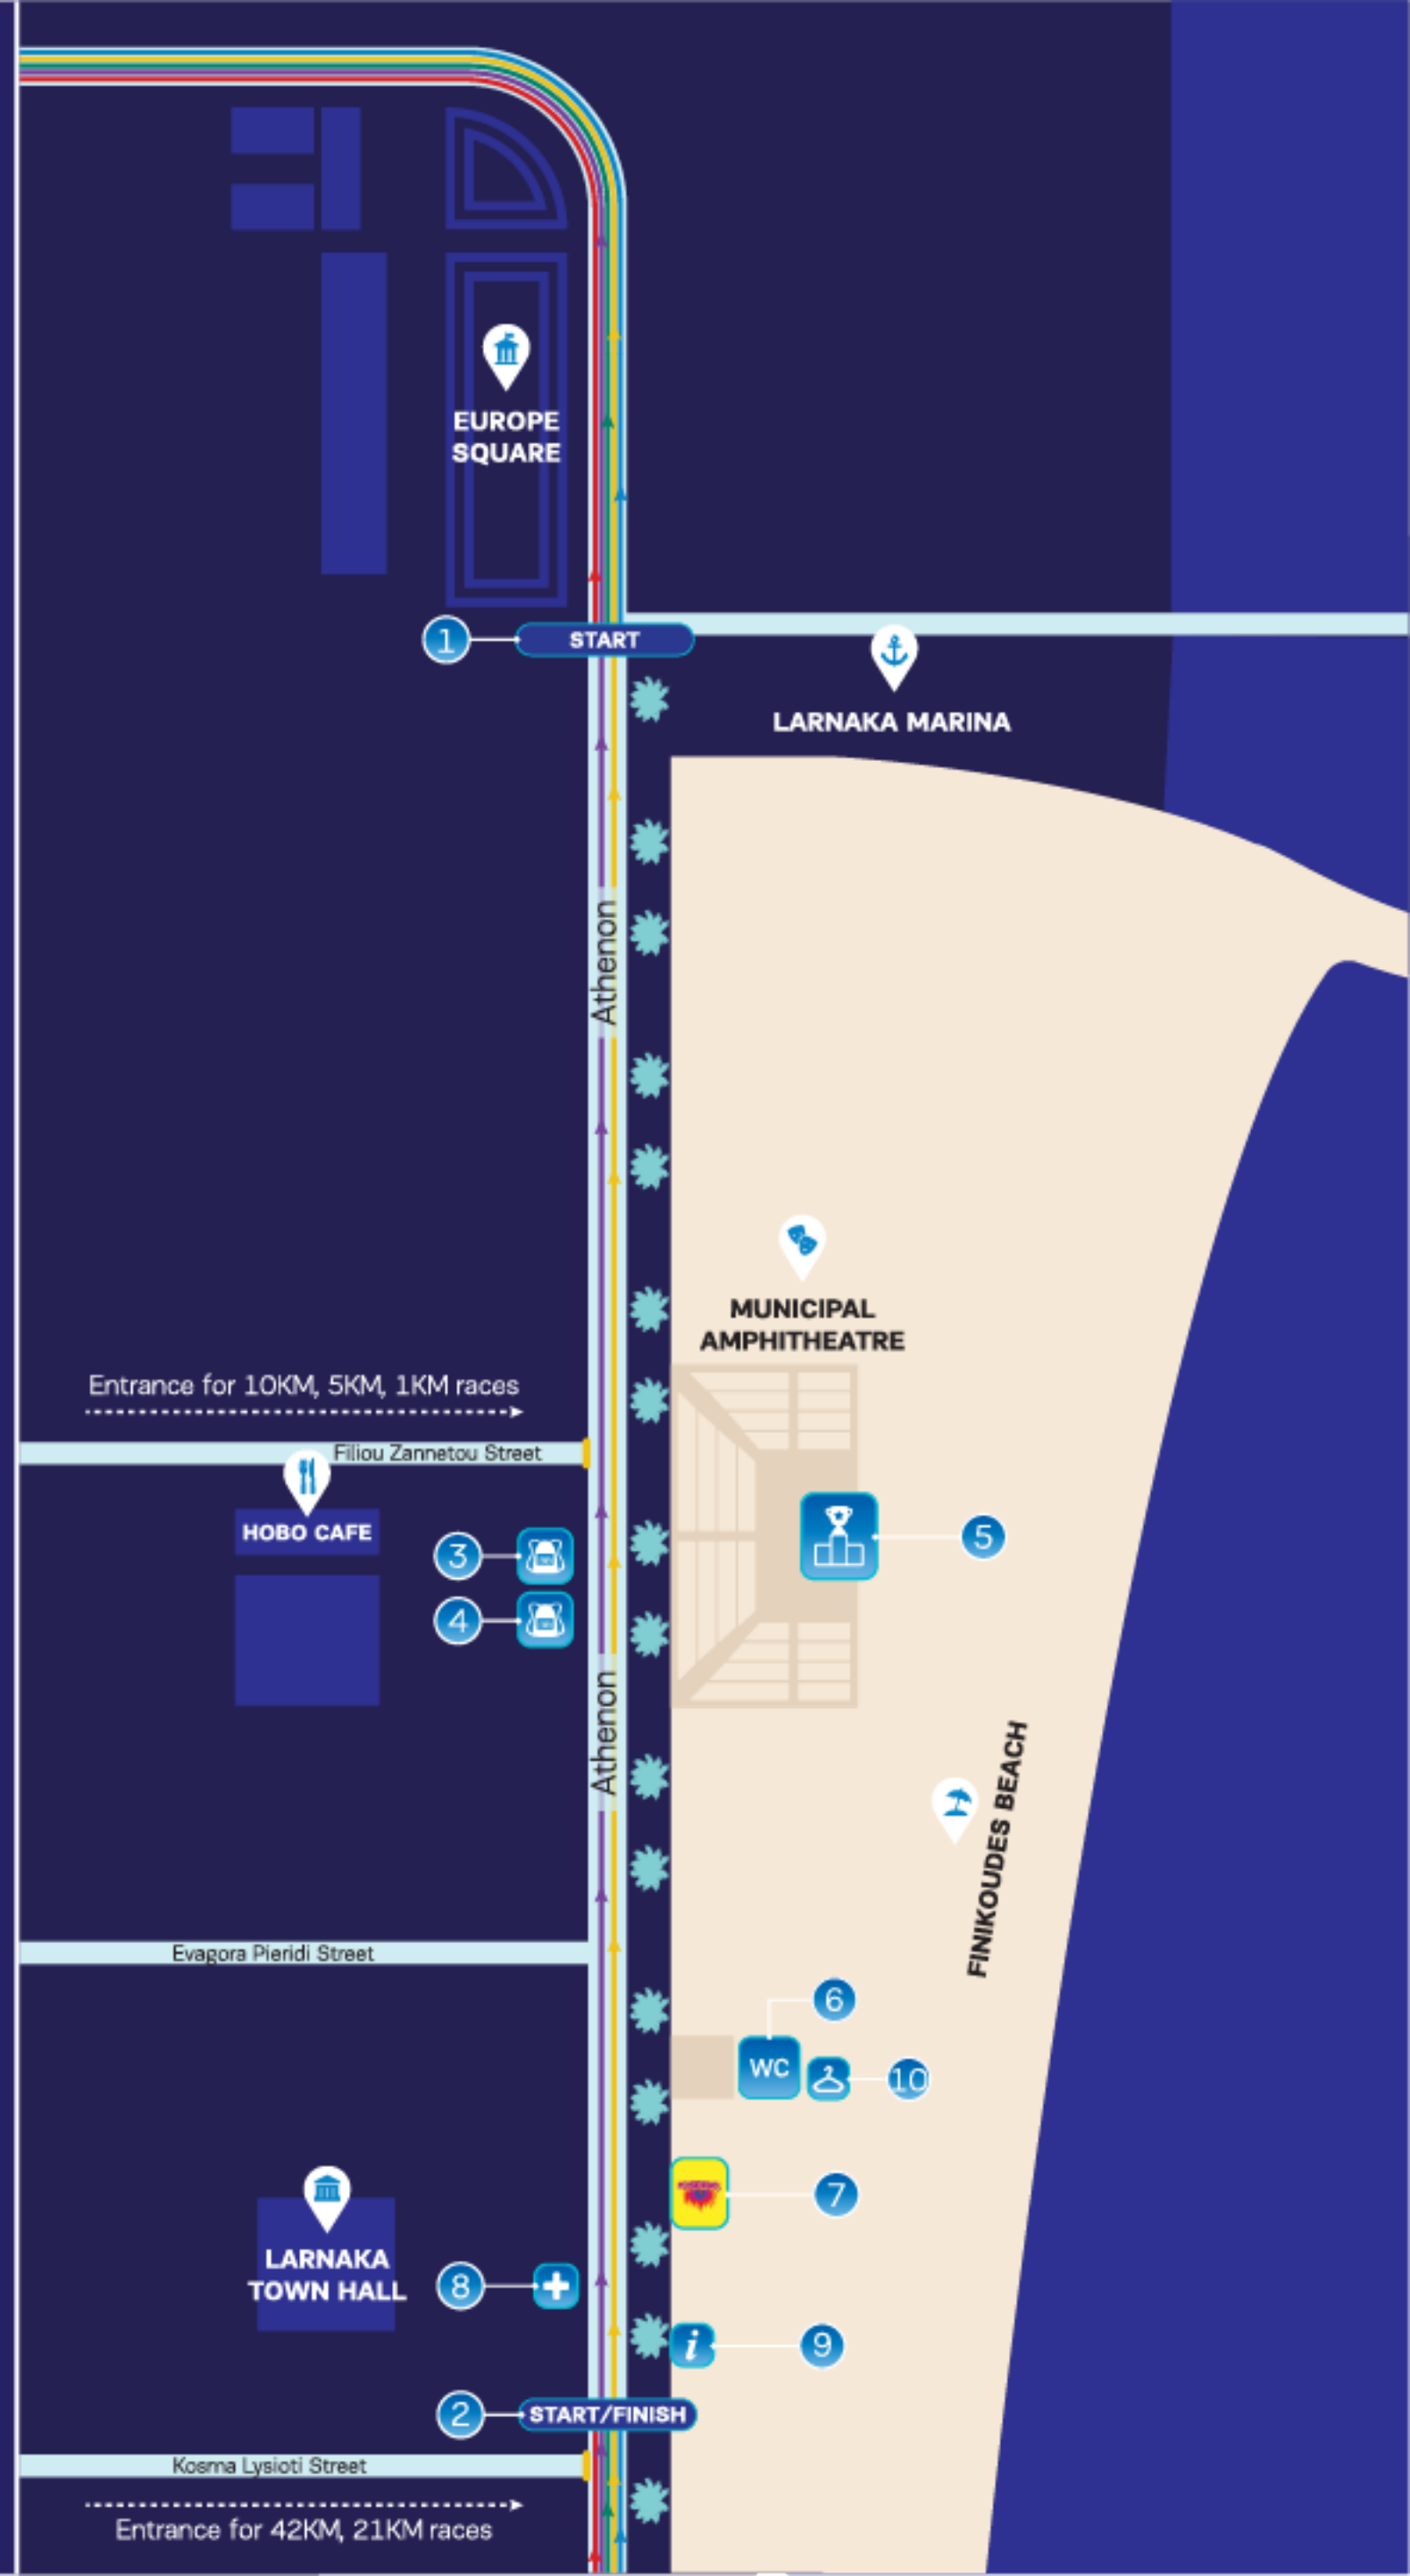 EUROPE
SQUARE
1
START
LARNAKA MARINA
Athenon
MUNICIPAL
AMPHITHEATRE
Entrance for 10KM, 5KM, 1KM races
Filiou Zannetou Street
HOBO CAFE
3
5
4
Athenon
FINIKOUDES BEACH
Evagora Pieridi Street
6
WC
10
7
LARNAKA
TOWN HALL
8
i
9
2
START/FINISH
Kosma Lysioti Street
Entrance for 42KM, 21KM races